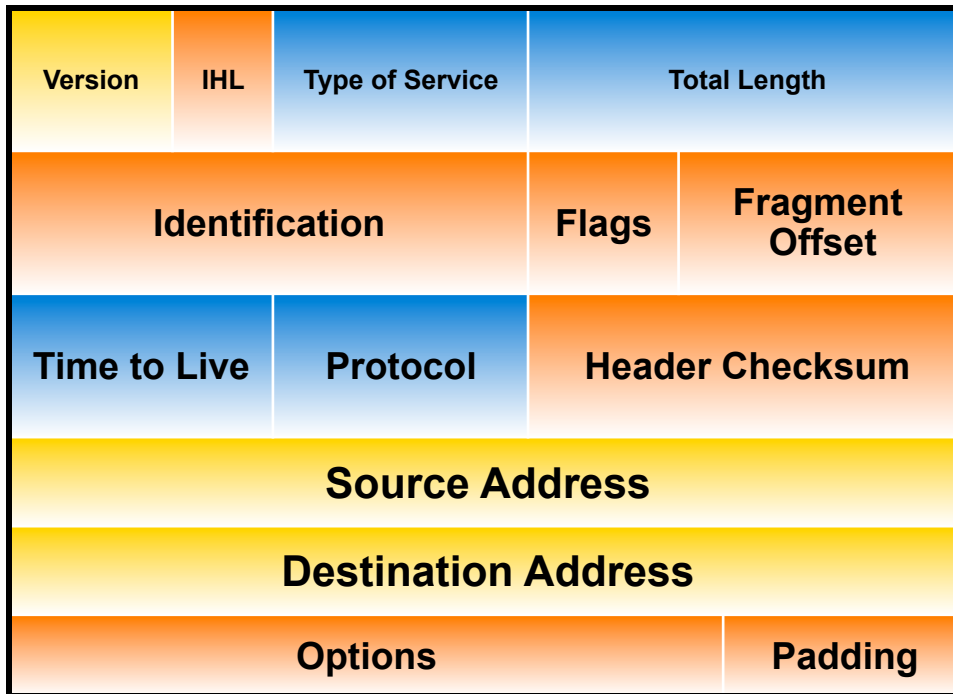 Version IHL Type of Service Total Length
Identification Flags Fragment Offset
Time to Live Protocol Header Checksum
Source Address
Destination Address
Options Padding